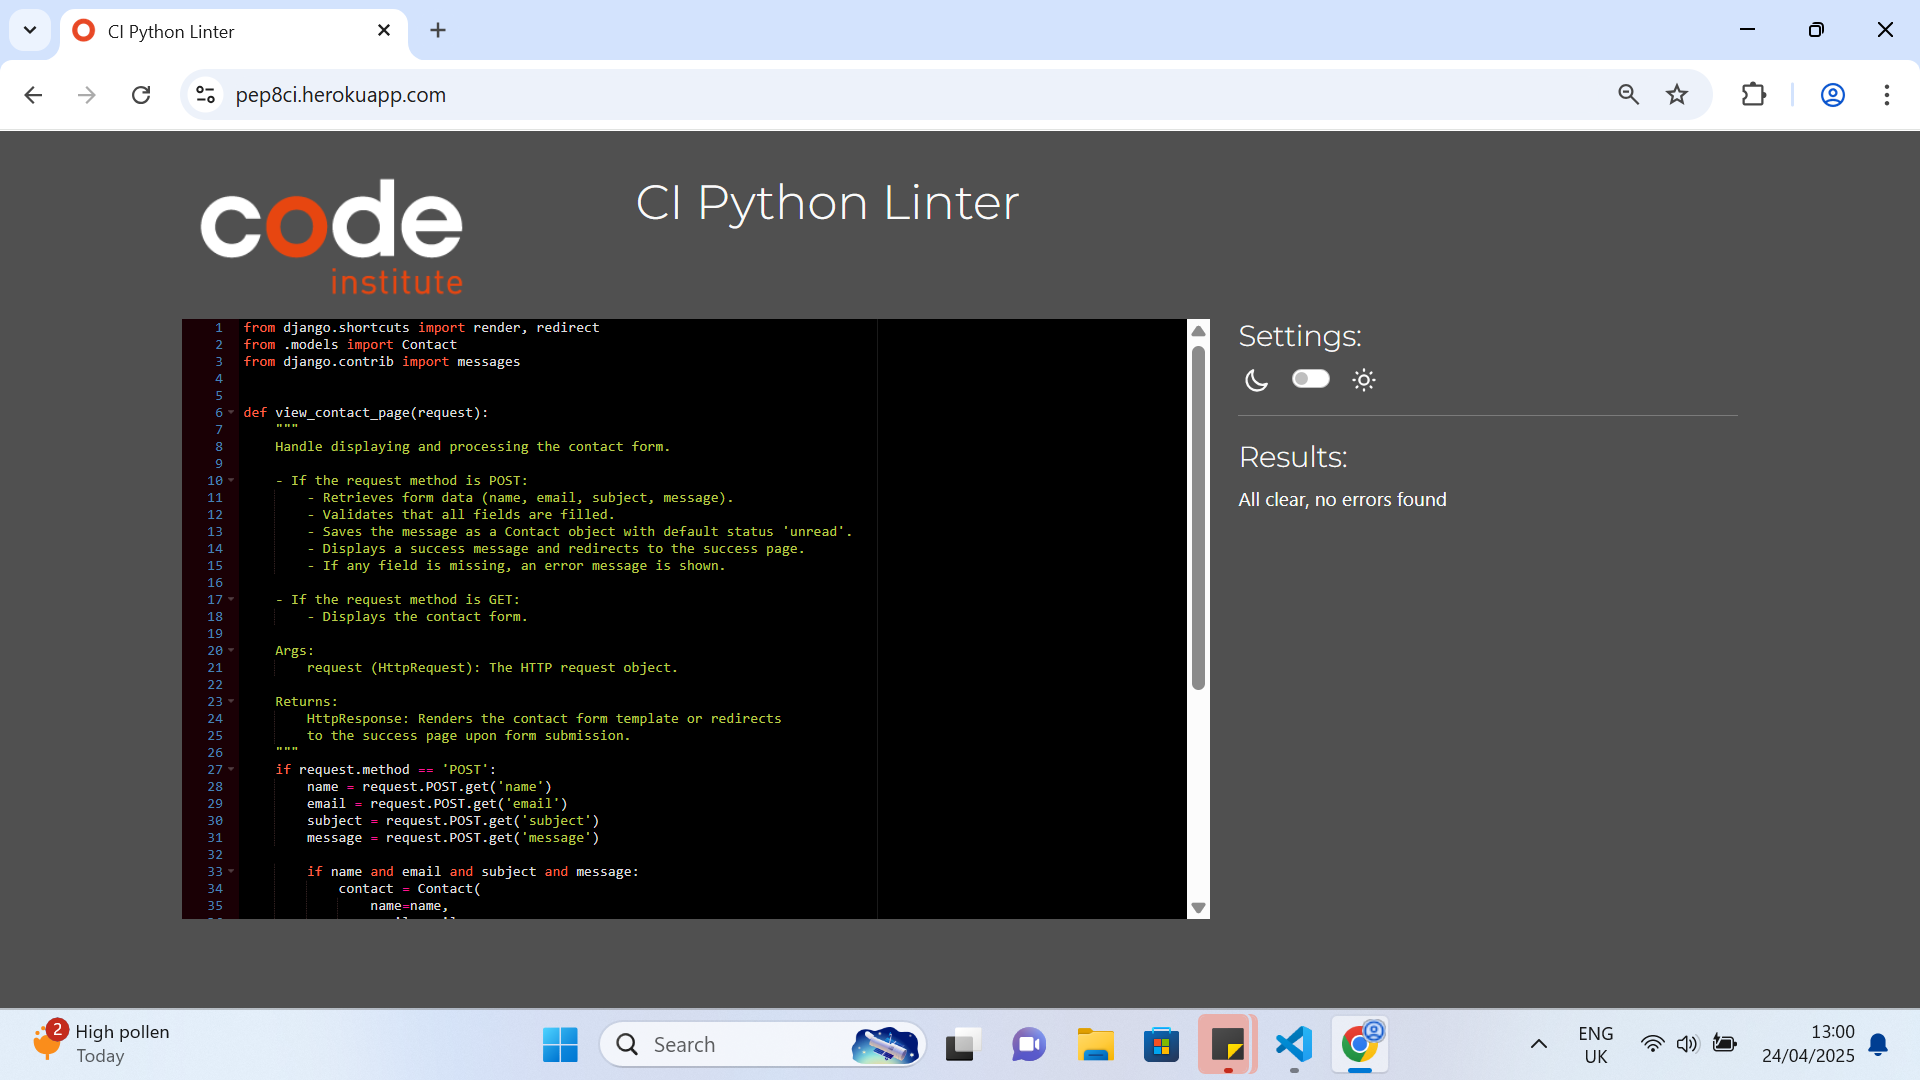 CI Python Linter
pep8ci.herokuapp.com
code
institute
CI Python Linter
1 from django.shortcuts import render, redirect
2 from .models import Contact
3 from django.contrib import messages
4
5
6 def view_contact_page(request):
7 """
8 Handle displaying and processing the contact form.
9
10 - If the request method is POST:
11 - Retrieves form data (name, email, subject, message).
12 - Validates that all fields are filled.
13 - Saves the message as a Contact object with default status 'unread'.
14 - Displays a success message and redirects to the success page.
15 - If any field is missing, an error message is shown.
16
17 - If the request method is GET:
18 - Displays the contact form.
19
20 Args:
21 request (HttpRequest): The HTTP request object.
22
23 Returns:
24 HttpResponse: Renders the contact form template or redirects
25 to the success page upon form submission.
26 """
27 if request.method == 'POST':
28 name = request.POST.get('name')
29 email = request.POST.get('email')
30 subject = request.POST.get('subject')
31 message = request.POST.get('message')
32
33 if name and email and subject and message:
34 contact = Contact(
35 name=name,
Settings:
Results:
All clear, no errors found
2
High pollen
Today
Search
ENG
UK
13:00
24/04/2025